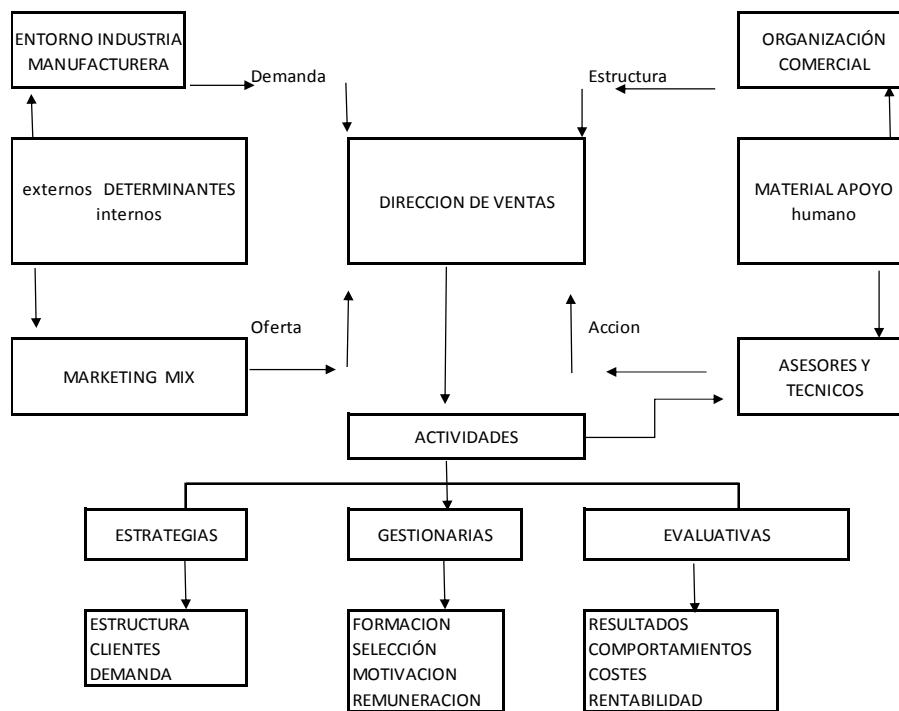 ENTORNO INDUSTRIA
MANUFACTURERA
Demanda
Estructura
ORGANIZACIÓN
COMERCIAL
externos DETERMINANTES
internos
DIRECCION DE VENTAS
MATERIAL APOYO
humano
Oferta
Accion
MARKETING MIX
ASESORES Y
TECNICOS
ACTIVIDADES
ESTRATEGIAS
GESTIONARIAS
EVALUATIVAS
ESTRUCTURA
CLIENTES
DEMANDA
FORMACION
SELECCIÓN
MOTIVACION
REMUNERACION
RESULTADOS
COMPORTAMIENTOS
COSTES
RENTABILIDAD